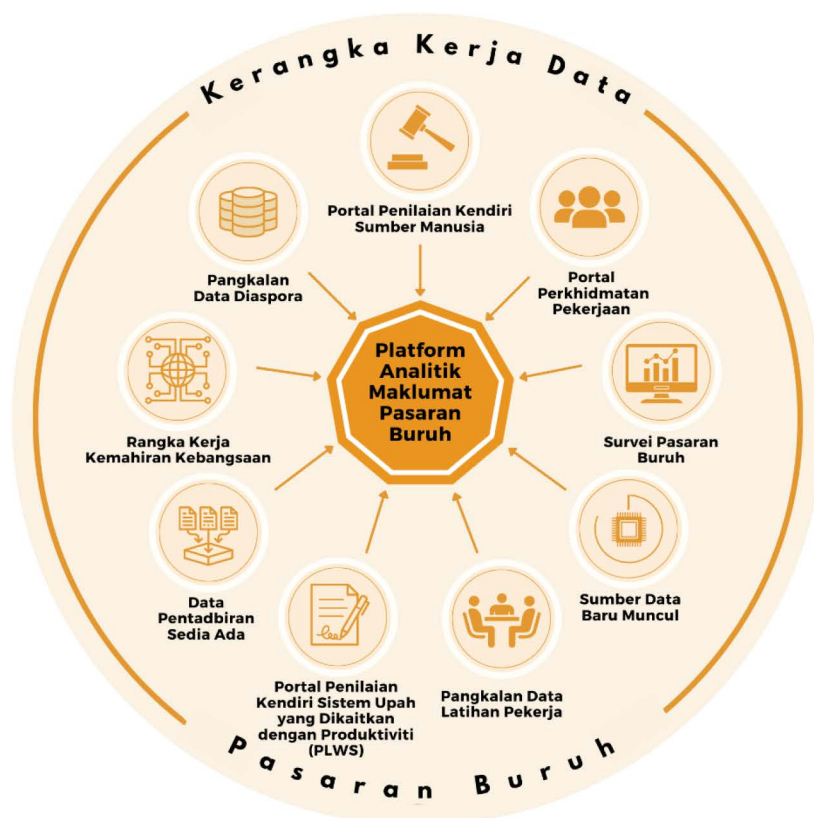 Kerangka Kerja Data
Portal Penilaian Kendiri
Sumber Manusia
Portal
Perkhidmatan
Pekerjaan
Pangkalan
Data Diaspora
Platform
Analitik
Maklumat
Pasaran
Buruh
Survei Pasaran
Buruh
Rangka Kerja
Kemahiran Kebangsaan
Sumber Data
Baru Muncul
Data
Pentadbiran
Sedia Ada
Pangkalan Data
Latihan Pekerja
Portal Penilaian
Kendiri Sistem Upah
yang Dikaitkan
dengan Produktiviti
(PLWS)
Pasaran Buruh